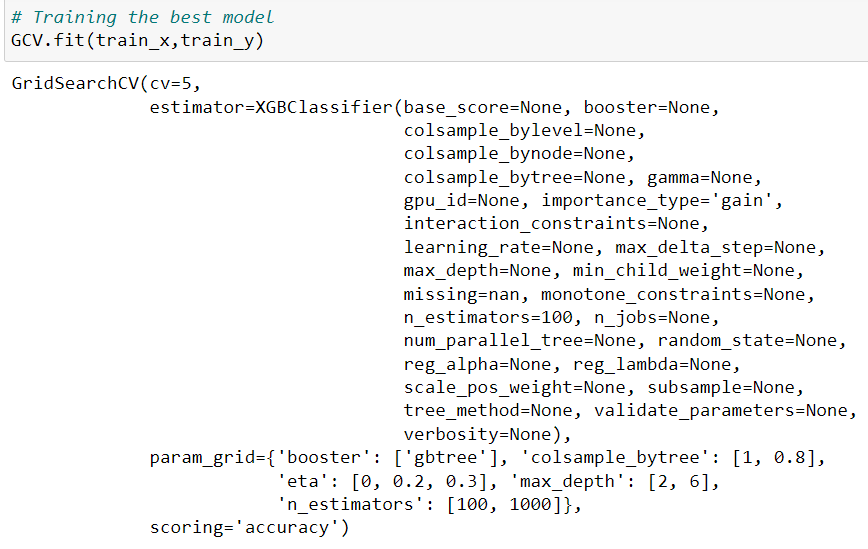 # Training the best model
GCV.fit(train_x,train_y)
GridSearchCV(cv=5,
estimator=XGBClassifier(base_score=None, booster=None,
colsample_bylevel=None,
colsample_bynode=None,
colsample_bytree=None, gamma=None,
gpu_id=None, importance_type='gain',
interaction_constraints=None,
learning_rate=None, max_delta_step=None,
max_depth=None, min_child_weight=None,
missing=nan, monotone_constraints=None,
n_estimators=100, n_jobs=None,
num_parallel_tree=None, random_state=None,
reg_alpha=None, reg_lambda=None,
scale_pos_weight=None, subsample=None,
tree_method=None, validate_parameters=None,
verbosity=None),
param_grid={'booster': ['gbtree'], 'colsample_bytree': [1, 0.8],
'eta': [0, 0.2, 0.3], 'max_depth': [2, 6],
'n_estimators': [100, 1000]},
scoring='accuracy')